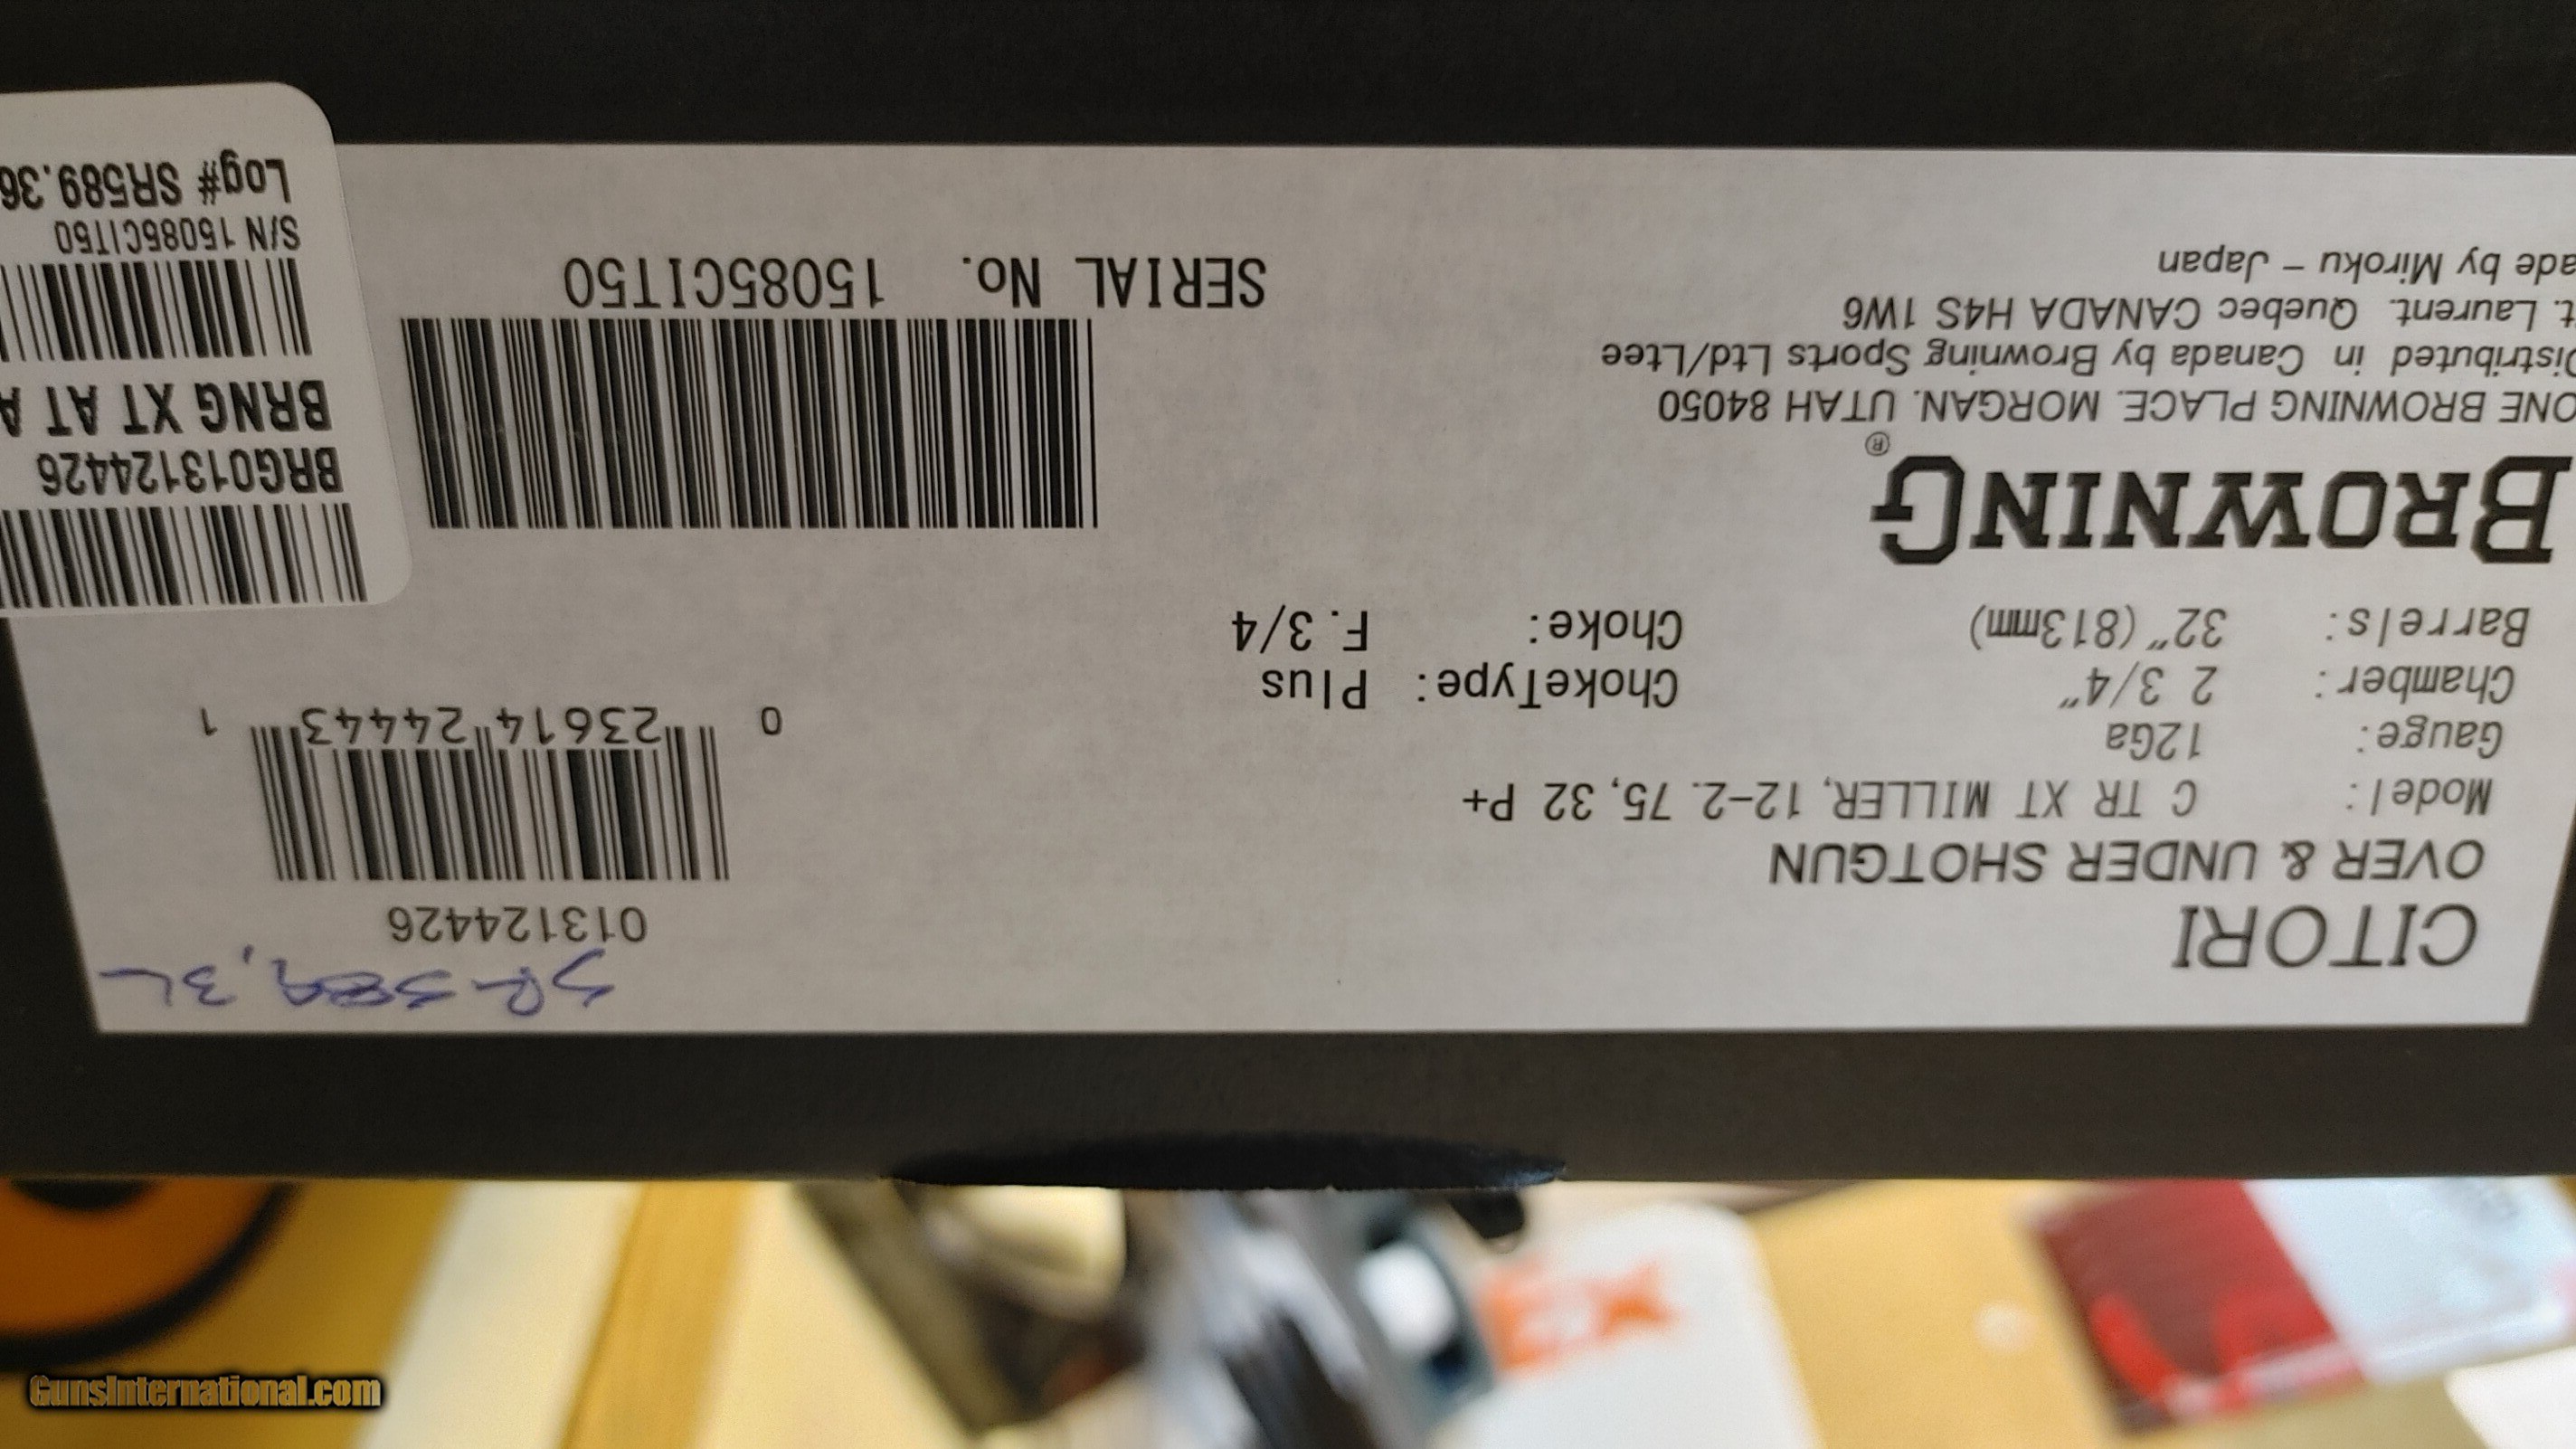 CITORI
OVER & UNDER SHOTGUN
Model: C TR XT MILLER, 12-2.75, 32 P+
Gauge: 12Ga
Chamber: 2 3/4"
ChokeType: Plus
Barrels: 32"(813mm)
Choke: F.3/4
BROWNING®
ONE BROWNING PLACE. MORGAN. UTAH 84050
Distributed in Canada by Browning Sports Ltd/Ltee
t. Laurent. Quebec CANADA H4S 1W6
ade by Miroku - Japan
013124426
0 23614 24443 1
SERIAL No. 15085CIT50
BRG013124426
BRNG XT AT A
S/N 15085CIT50
Log# SR589.36
GunsInternational.com